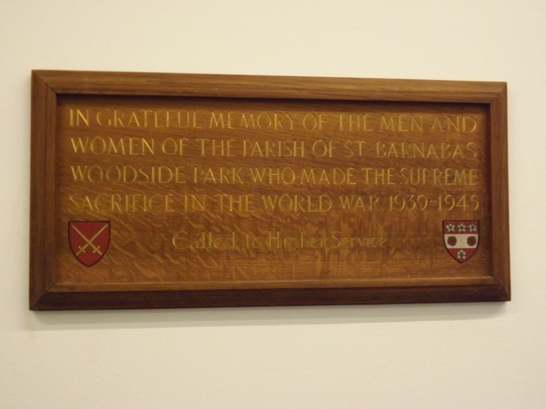 IN GRATEFUL MEMORY OF THE MEN AND
WOMEN OF THE PARISH OF ST. BARNABAS,
WOODSIDE PARK WHO MADE THE SUPREME
SACRIFICE IN THE WORLD WAR 1939-1945
Called to Higher Service